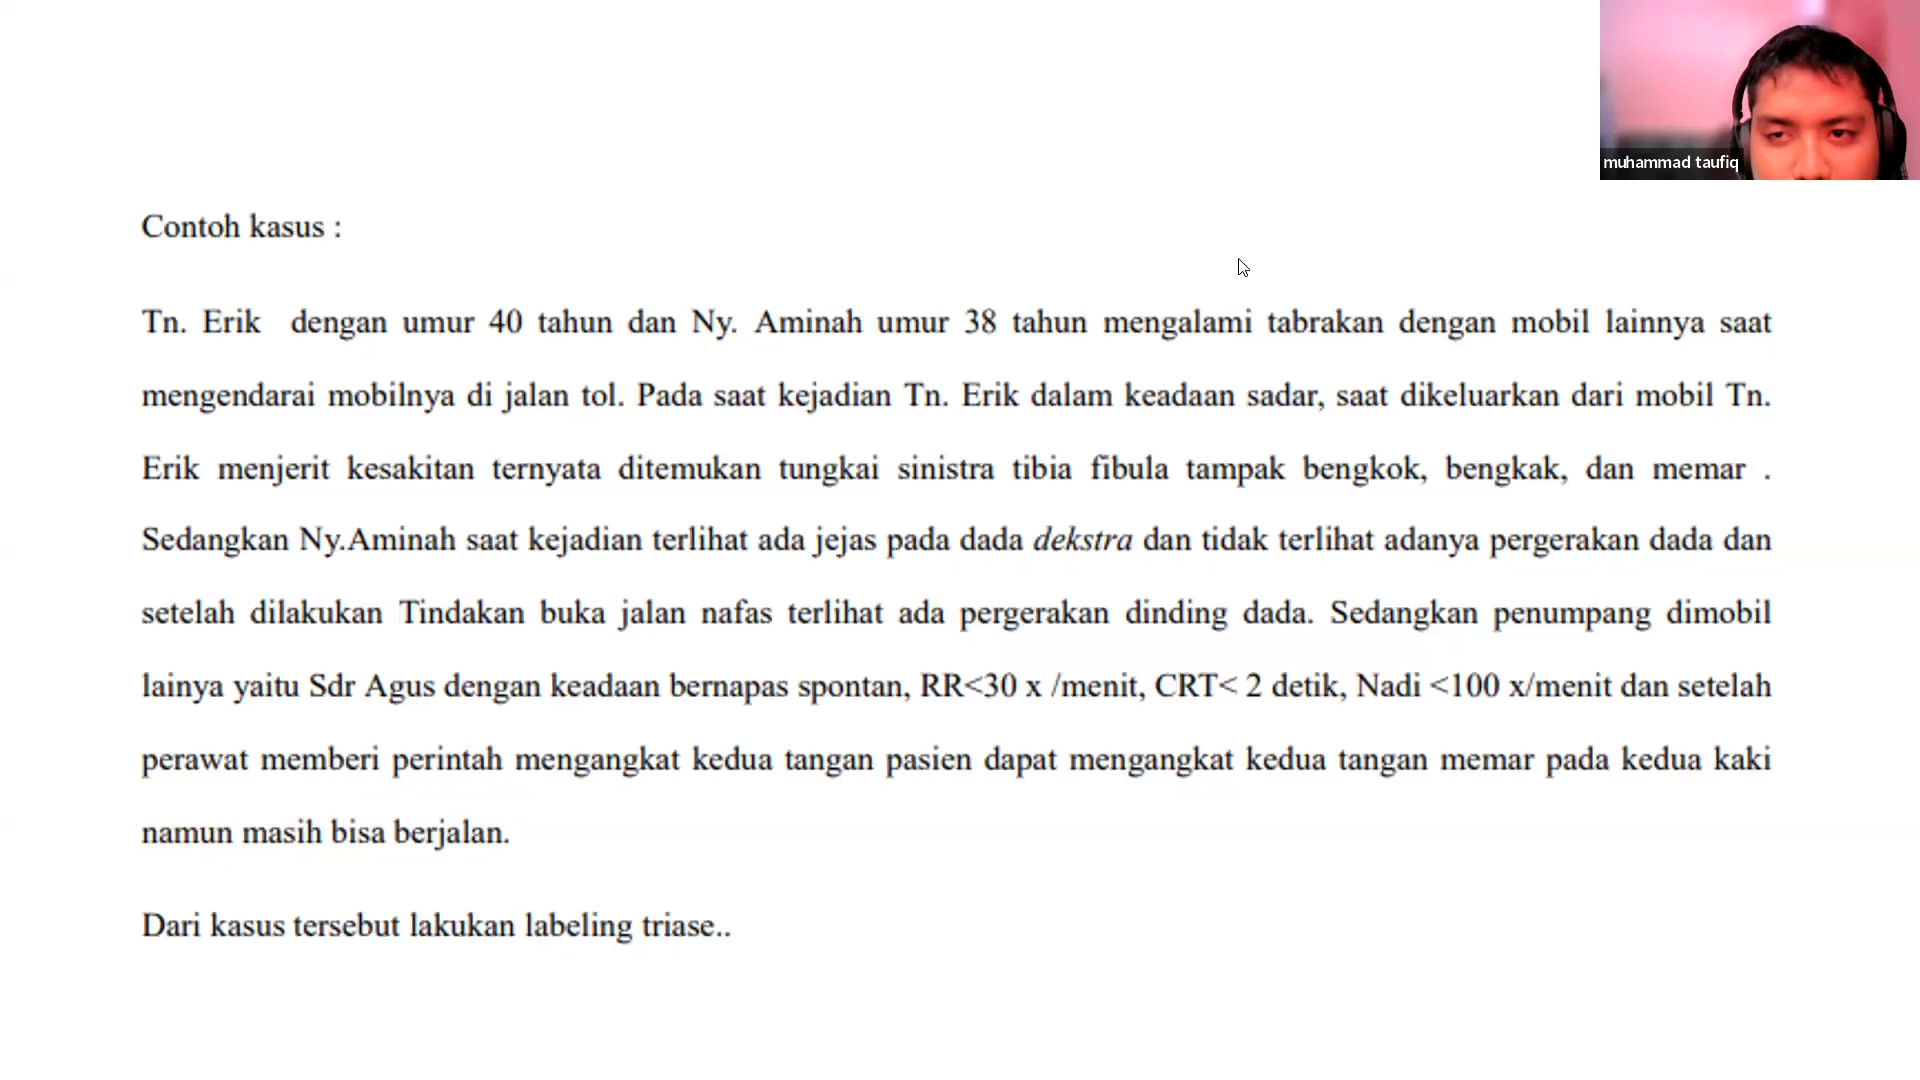 muhammad taufiq
Contoh kasus :
Tn. Erik dengan umur 40 tahun dan Ny. Aminah umur 38 tahun mengalami tabrakan dengan mobil lainnya saat
mengendarai mobilnya di jalan tol. Pada saat kejadian Tn. Erik dalam keadaan sadar, saat dikeluarkan dari mobil Tn.
Erik menjerit kesakitan ternyata ditemukan tungkai sinistra tibia fibula tampak bengkok, bengkak, dan memar .
Sedangkan Ny.Aminah saat kejadian terlihat ada jejas pada dada dekstra dan tidak terlihat adanya pergerakan dada dan
setelah dilakukan Tindakan buka jalan nafas terlihat ada pergerakan dinding dada. Sedangkan penumpang dimobil
lainya yaitu Sdr Agus dengan keadaan bernapas spontan, RR<30 x /menit, CRT< 2 detik, Nadi <100 x/menit dan setelah
perawat memberi perintah mengangkat kedua tangan pasien dapat mengangkat kedua tangan memar pada kedua kaki
namun masih bisa berjalan.
Dari kasus tersebut lakukan labeling triase..